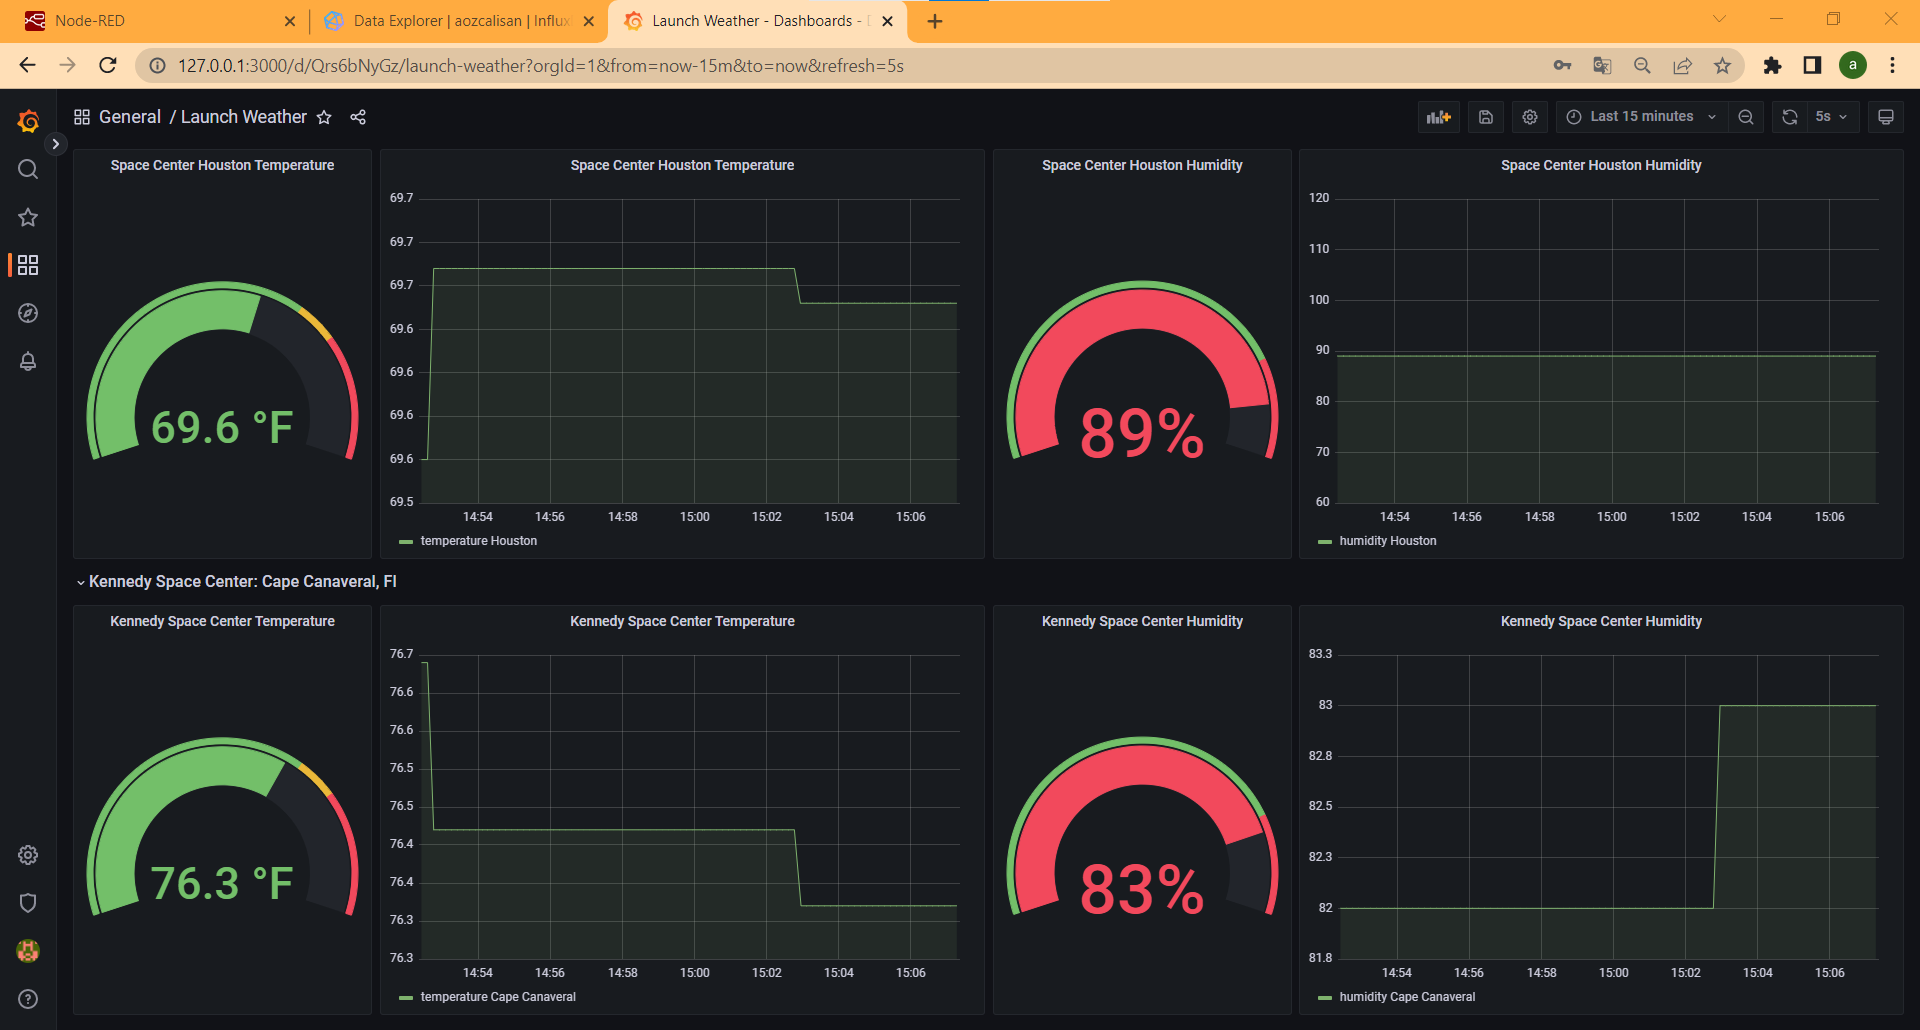 Node-RED
Data Explorer | aozcalisan | Influx
Launch Weather - Dashboards - D
127.0.0.1:3000/d/Qrs6bNyGz/launch-weather?orgId=1&from=now-15m&to=now&refresh=5s
a
General / Launch Weather
Last 15 minutes
5s
Space Center Houston Temperature
69.6 °F
Space Center Houston Temperature
69.7
69.7
69.7
69.6
69.6
69.6
69.6
69.5
14:54 14:56 14:58 15:00 15:02 15:04 15:06
temperature Houston
Space Center Houston Humidity
89%
Space Center Houston Humidity
120
110
100
90
80
70
60
14:54 14:56 14:58 15:00 15:02 15:04 15:06
humidity Houston
Kennedy Space Center: Cape Canaveral, Fl
Kennedy Space Center Temperature
76.3 °F
Kennedy Space Center Temperature
76.7
76.6
76.6
76.5
76.5
76.4
76.4
76.3
76.3
14:54 14:56 14:58 15:00 15:02 15:04 15:06
temperature Cape Canaveral
Kennedy Space Center Humidity
83%
Kennedy Space Center Humidity
83.3
83
82.8
82.5
82.3
82
81.8
14:54 14:56 14:58 15:00 15:02 15:04 15:06
humidity Cape Canaveral